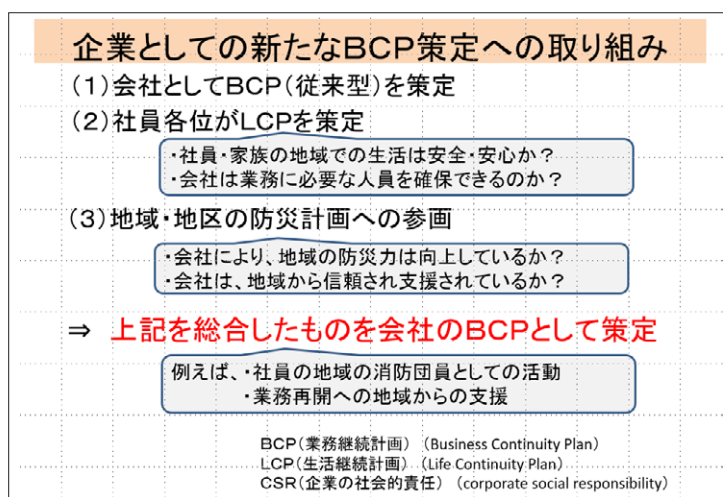 企業としての新たなBCP策定への取り組み
(1)会社としてBCP(従来型)を策定
(2)社員各位がLCPを策定
・社員・家族の地域での生活は安全・安心か?
・会社は業務に必要な人員を確保できるのか?
(3)地域・地区の防災計画への参画
・会社により、地域の防災力は向上しているか?
・会社は、地域から信頼され支援されているか?
⇒ 上記を総合したものを会社のBCPとして策定
例えば、・社員の地域の消防団員としての活動
・業務再開への地域からの支援
BCP(業務継続計画) (Business Continuity Plan)
LCP(生活継続計画) (Life Continuity Plan)
CSR(企業の社会的責任) (corporate social responsibility)